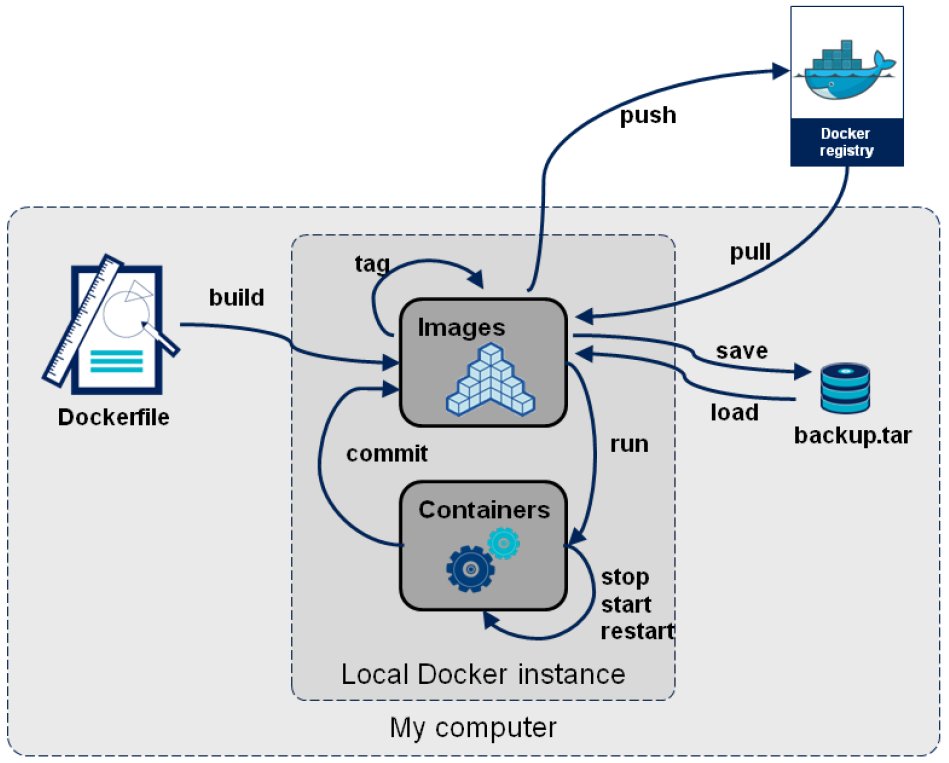 Docker
registry
push
pull
tag
build
Images
save
load
backup.tar
Dockerfile
commit
run
Containers
stop
start
restart
Local Docker instance
My computer